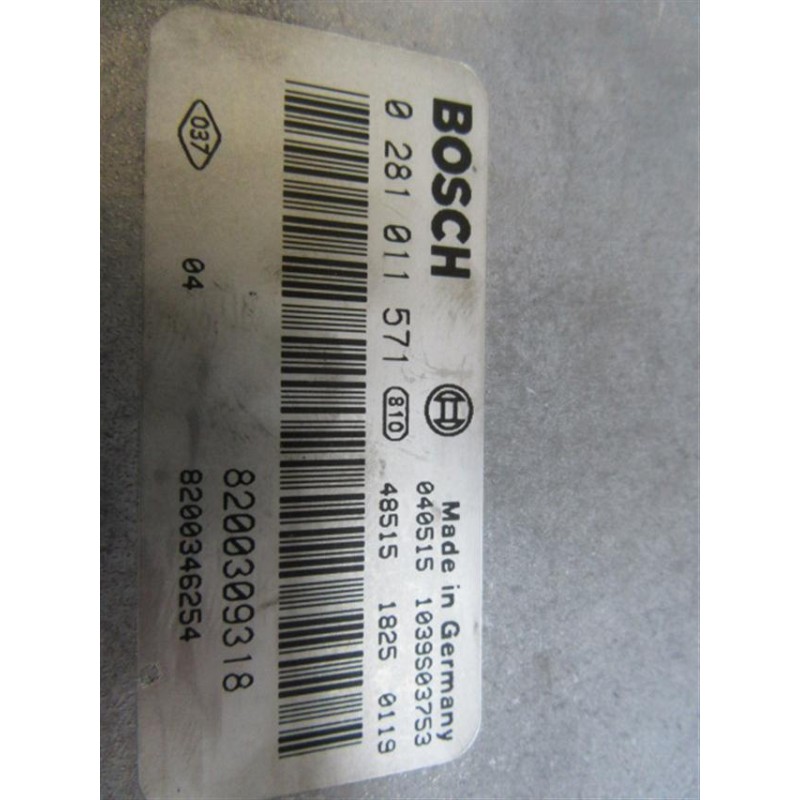 BOSCH
Made in Germany
040515 1039S03753
0 281 011 571 810 48515 1825 0119
8200309318
037 04 8200346254